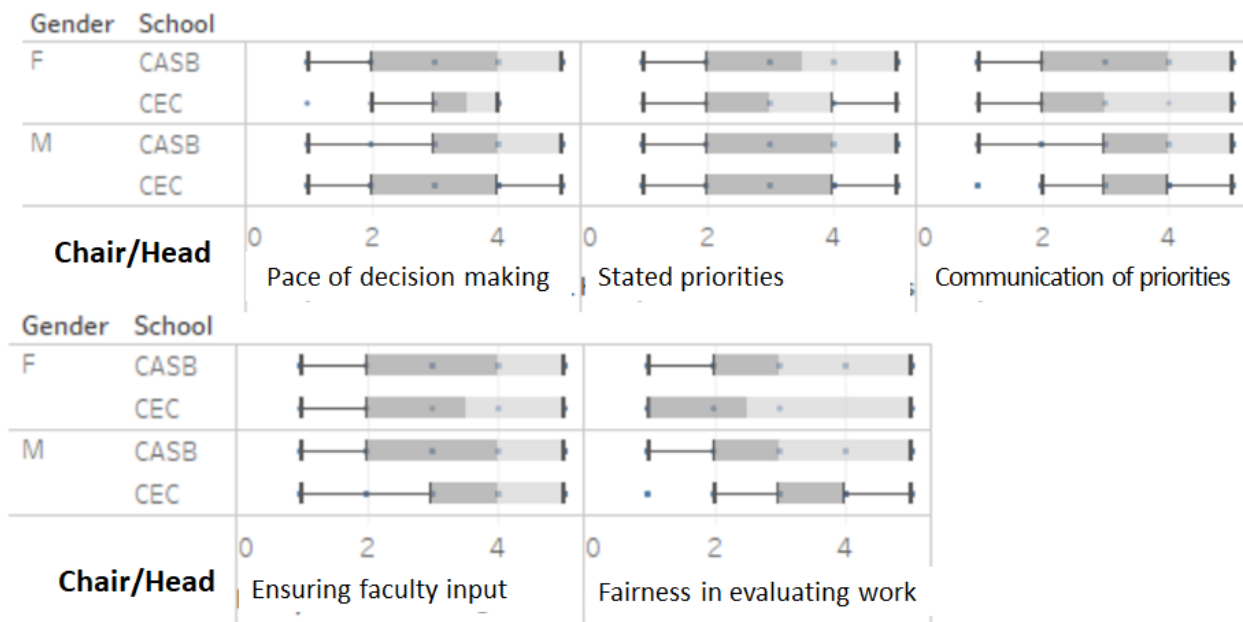 Gender School
F CASB
CEC
M CASB
CEC
0 2 4 0 2 4 0 2 4
Chair/Head
Pace of decision making Stated priorities Communication of priorities
Gender School
F CASB
CEC
M CASB
CEC
0 2 4 0 2 4
Chair/Head Ensuring faculty input Fairness in evaluating work